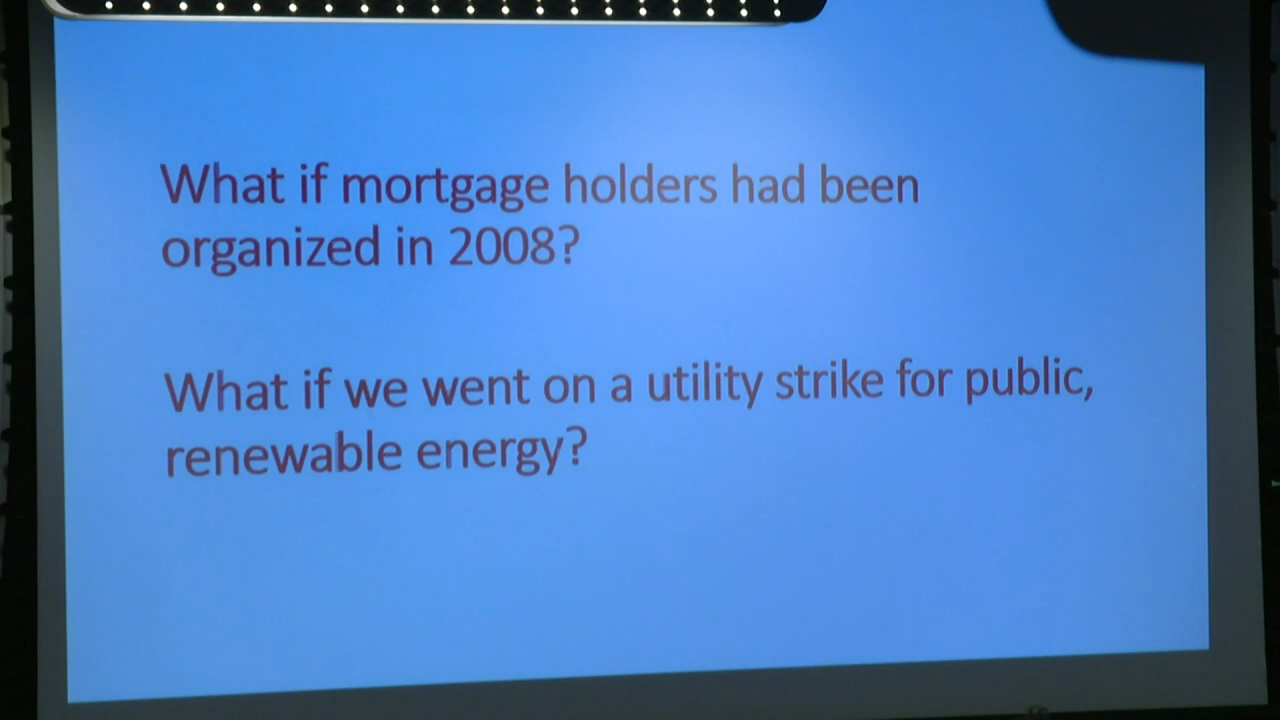 What if mortgage holders had been
organized in 2008?
What if we went on a utility strike for public,
renewable energy?